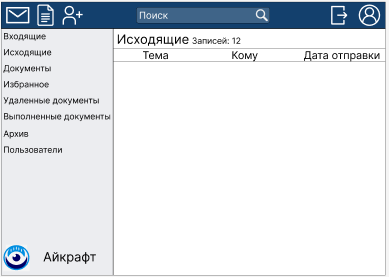 Поиск
Входящие
Исходящие
Документы
Избранное
Удаленные документы
Выполненные документы
Архив
Пользователи
Айкрафт
Исходящие Записей: 12
Тема Кому Дата отправки